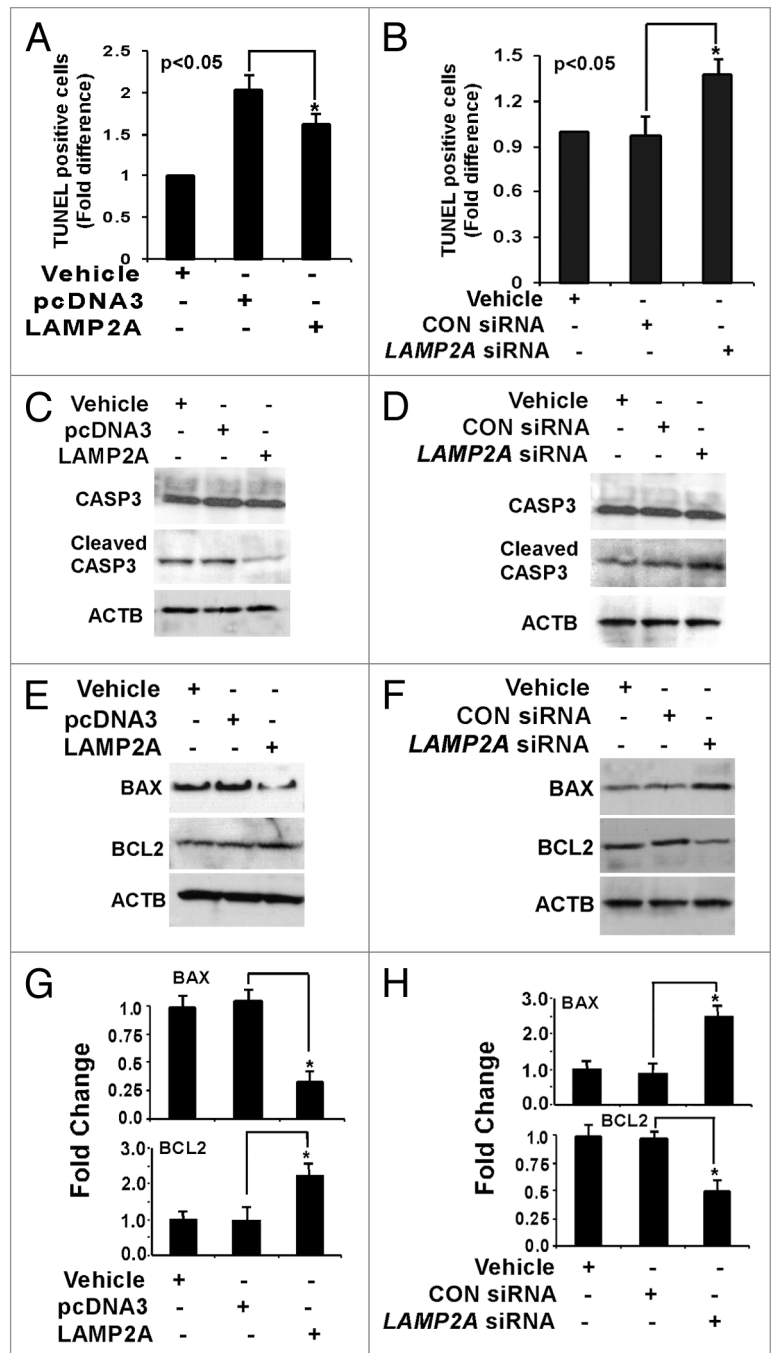 A
TUNEL positive cells
(Fold difference)
2.5
2
1.5
1
0.5
0
p<0.05
*
Vehicle + - -
pcDNA3 - + -
LAMP2A - - +
B
TUNEL positive cells
(Fold difference)
1.5
1.2
0.9
0.6
0.3
0
p<0.05
*
Vehicle + - -
CON siRNA - + -
LAMP2A siRNA - - +
C
Vehicle + - -
pcDNA3 - + -
LAMP2A - - +
CASP3
Cleaved
CASP3
ACTB
D
Vehicle + - -
CON siRNA - + -
LAMP2A siRNA - - +
CASP3
Cleaved
CASP3
ACTB
E
Vehicle + - -
pcDNA3 - + -
LAMP2A - - +
BAX
BCL2
ACTB
F
Vehicle + - -
CON siRNA - + -
LAMP2A siRNA - - +
BAX
BCL2
ACTB
G
Fold Change
BAX
1.0
0.75
0.5
0.25
0.0
*
BCL2
3.0
2.0
1.0
0.0
*
Vehicle + - -
pcDNA3 - + -
LAMP2A - - +
H
Fold Change
BAX
3.0
2.0
1.0
0.0
*
BCL2
1.0
0.75
0.5
0.25
0.0
*
Vehicle + - -
CON siRNA - + -
LAMP2A siRNA - - +